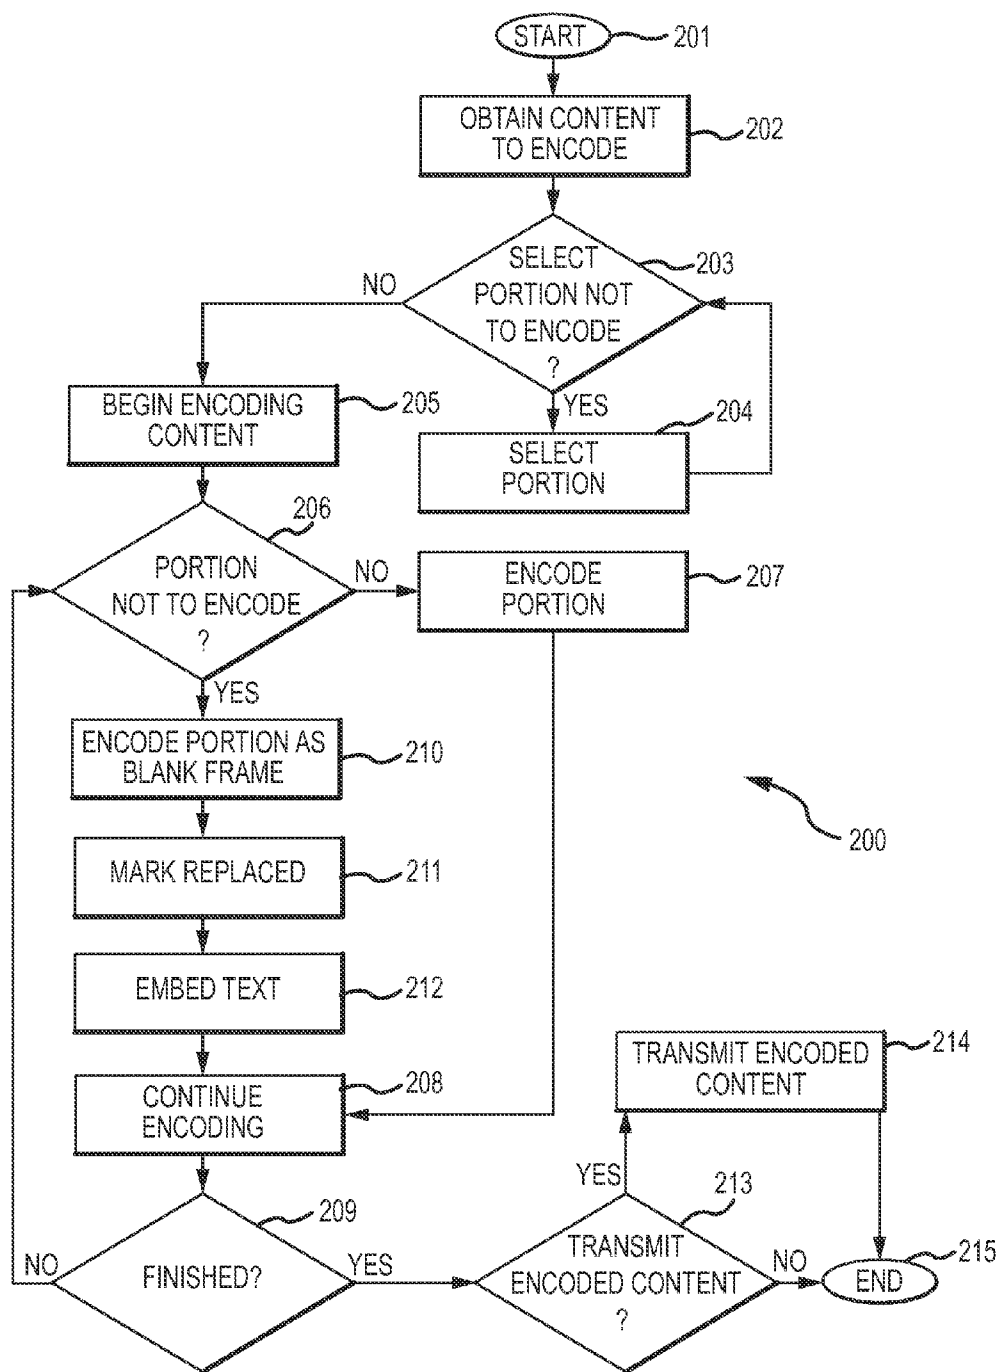 START
201
OBTAIN CONTENT
TO ENCODE
202
SELECT
PORTION NOT
TO ENCODE
?
203
NO
YES
BEGIN ENCODING
CONTENT
205
204
SELECT
PORTION
206
PORTION
NOT TO ENCODE
?
NO
ENCODE
PORTION
207
YES
ENCODE PORTION AS
BLANK FRAME
210
200
MARK REPLACED
211
EMBED TEXT
212
CONTINUE
ENCODING
208
TRANSMIT ENCODED
CONTENT
214
209
FINISHED?
NO
YES
YES
213
TRANSMIT
ENCODED CONTENT
?
NO
END
215